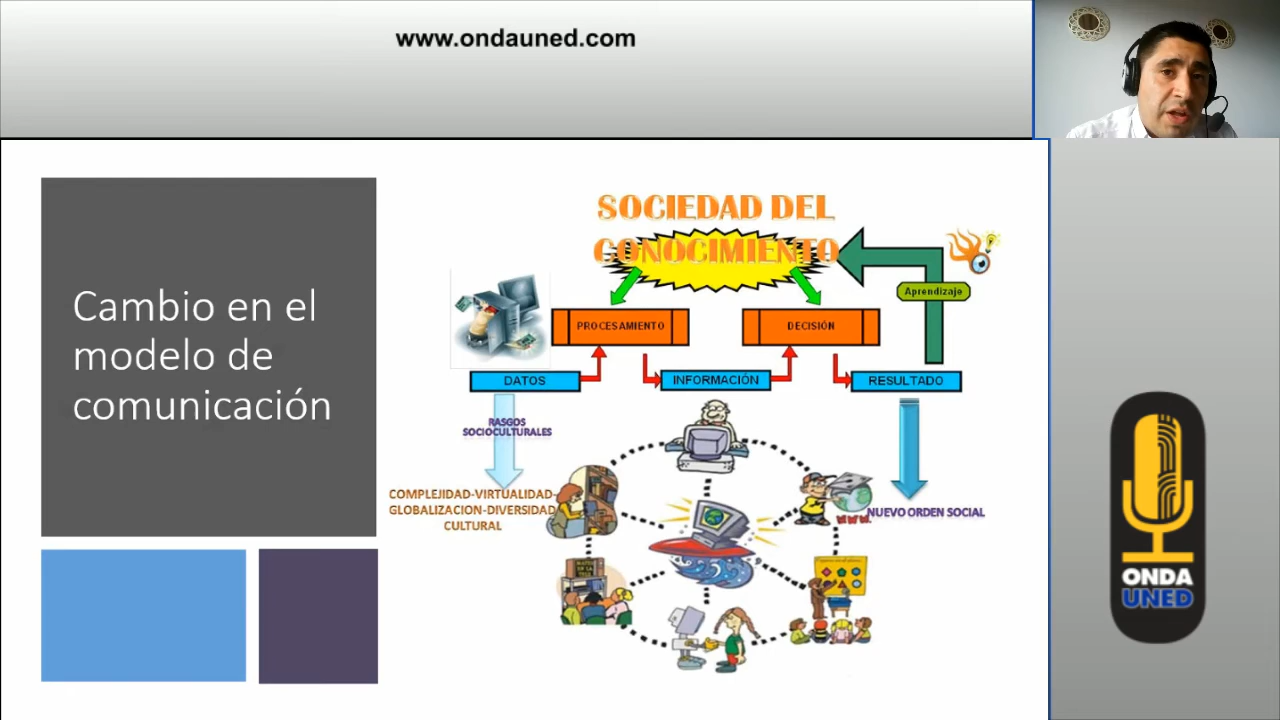 www.ondauned.com
Cambio en el
modelo de
comunicación
SOCIEDAD DEL
CONOCIMIENTO
Aprendizaje
PROCESAMIENTO
DECISIÓN
DATOS
INFORMACIÓN
RESULTADO
RASGOS
SOCIOCULTURALES
COMPLEJIDAD-VIRTUALIDAD-
GLOBALIZACION-DIVERSIDAD
CULTURAL
WWW.
NUEVO ORDEN SOCIAL
ONDA
UNED